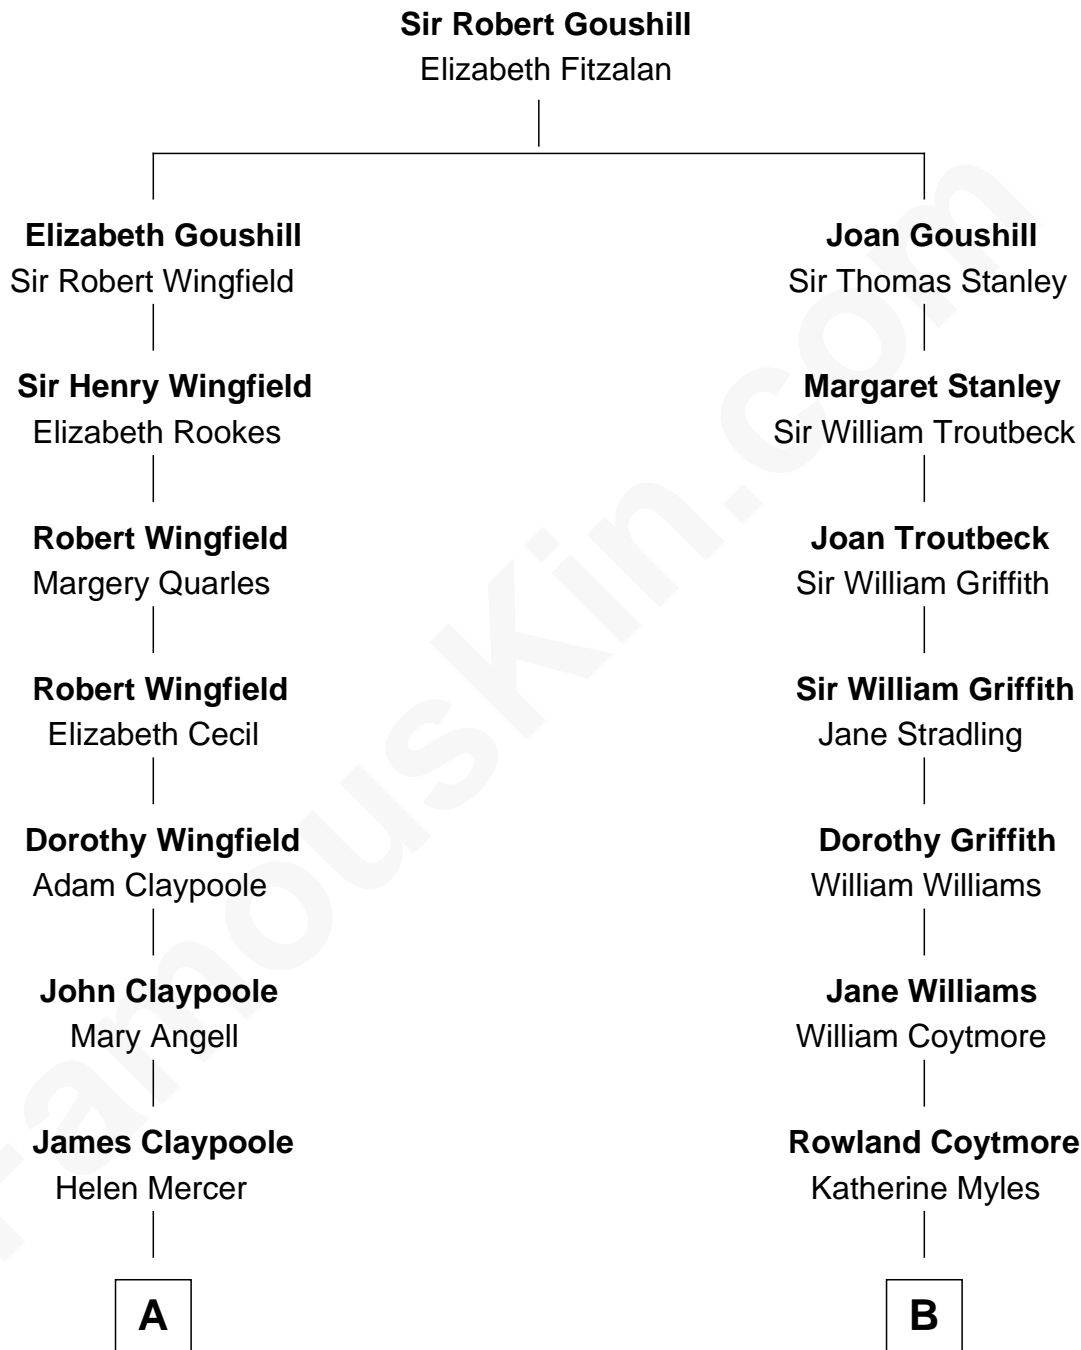 Sir Robert Goushill
Elizabeth Fitzalan
Elizabeth Goushill
Sir Robert Wingfield
Joan Goushill
Sir Thomas Stanley
Sir Henry Wingfield
Elizabeth Rookes
Margaret Stanley
Sir William Troutbeck
Robert Wingfield
Margery Quarles
Joan Troutbeck
Sir William Griffith
Robert Wingfield
Elizabeth Cecil
Sir William Griffith
Jane Stradling
Dorothy Wingfield
Adam Claypoole
Dorothy Griffith
William Williams
John Claypoole
Mary Angell
Jane Williams
William Coytmore
James Claypoole
Helen Mercer
Rowland Coytmore
Katherine Myles
A
B
FamousKin.com